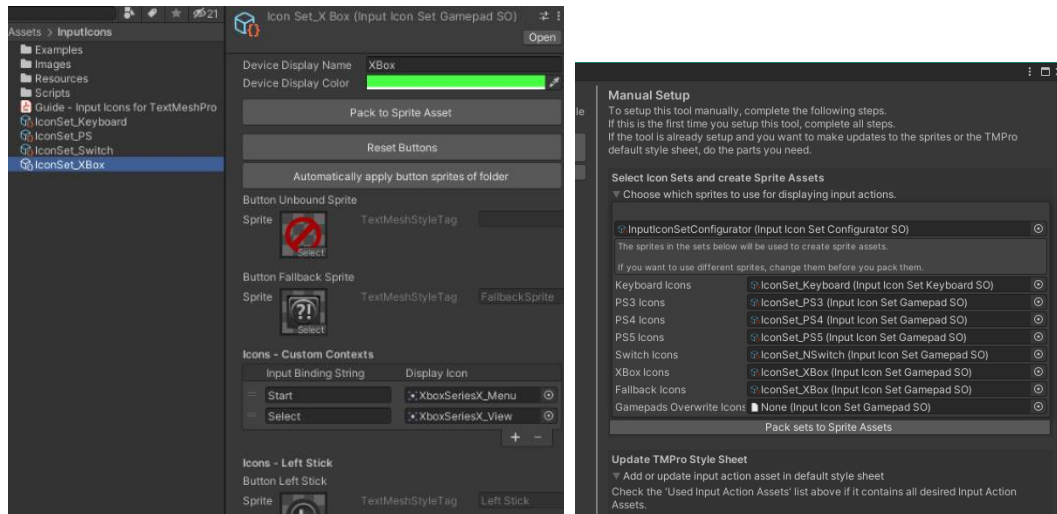 21
Assets > InputIcons
Examples
Images
Resources
Scripts
Guide - Input Icons for TextMeshPro
IconSet_Keyboard
IconSet_PS
IconSet_Switch
IconSet_XBox
Icon Set_X Box (Input Icon Set Gamepad SO)
Open
Device Display Name XBox
Device Display Color
Pack to Sprite Asset
Reset Buttons
Automatically apply button sprites of folder
Button Unbound Sprite
Sprite TextMeshStyleTag
Select
Button Fallback Sprite
Sprite TextMeshStyleTag FallbackSprite
?!
Select
Icons - Custom Contexts
Input Binding String Display Icon
Start XboxSeriesX_Menu
Select XboxSeriesX_View
+ -
Icons - Left Stick
Button Left Stick
Sprite TextMeshStyleTag Left Stick
Manual Setup
To setup this tool manually, complete the following steps.
If this is the first time you setup this tool, complete all steps.
If the tool is already setup and you want to make updates to the sprites or the TMPro
default style sheet, do the parts you need.
Select Icon Sets and create Sprite Assets
Choose which sprites to use for displaying input actions.
InputIconSetConfigurator (Input Icon Set Configurator SO)
The sprites in the sets below will be used to create sprite assets.
If you want to use different sprites, change them before you pack them.
Keyboard Icons IconSet_Keyboard (Input Icon Set Keyboard SO)
PS3 Icons IconSet_PS3 (Input Icon Set Gamepad SO)
PS4 Icons IconSet_PS4 (Input Icon Set Gamepad SO)
PS5 Icons IconSet_PS5 (Input Icon Set Gamepad SO)
Switch Icons IconSet_NSwitch (Input Icon Set Gamepad SO)
XBox Icons IconSet_XBox (Input Icon Set Gamepad SO)
Fallback Icons IconSet_XBox (Input Icon Set Gamepad SO)
Gamepads Overwrite Icons None (Input Icon Set Gamepad SO)
Pack sets to Sprite Assets
Update TMPro Style Sheet
Add or update input action asset in default style sheet
Check the 'Used Input Action Assets' list above if it contains all desired Input Action
Assets.